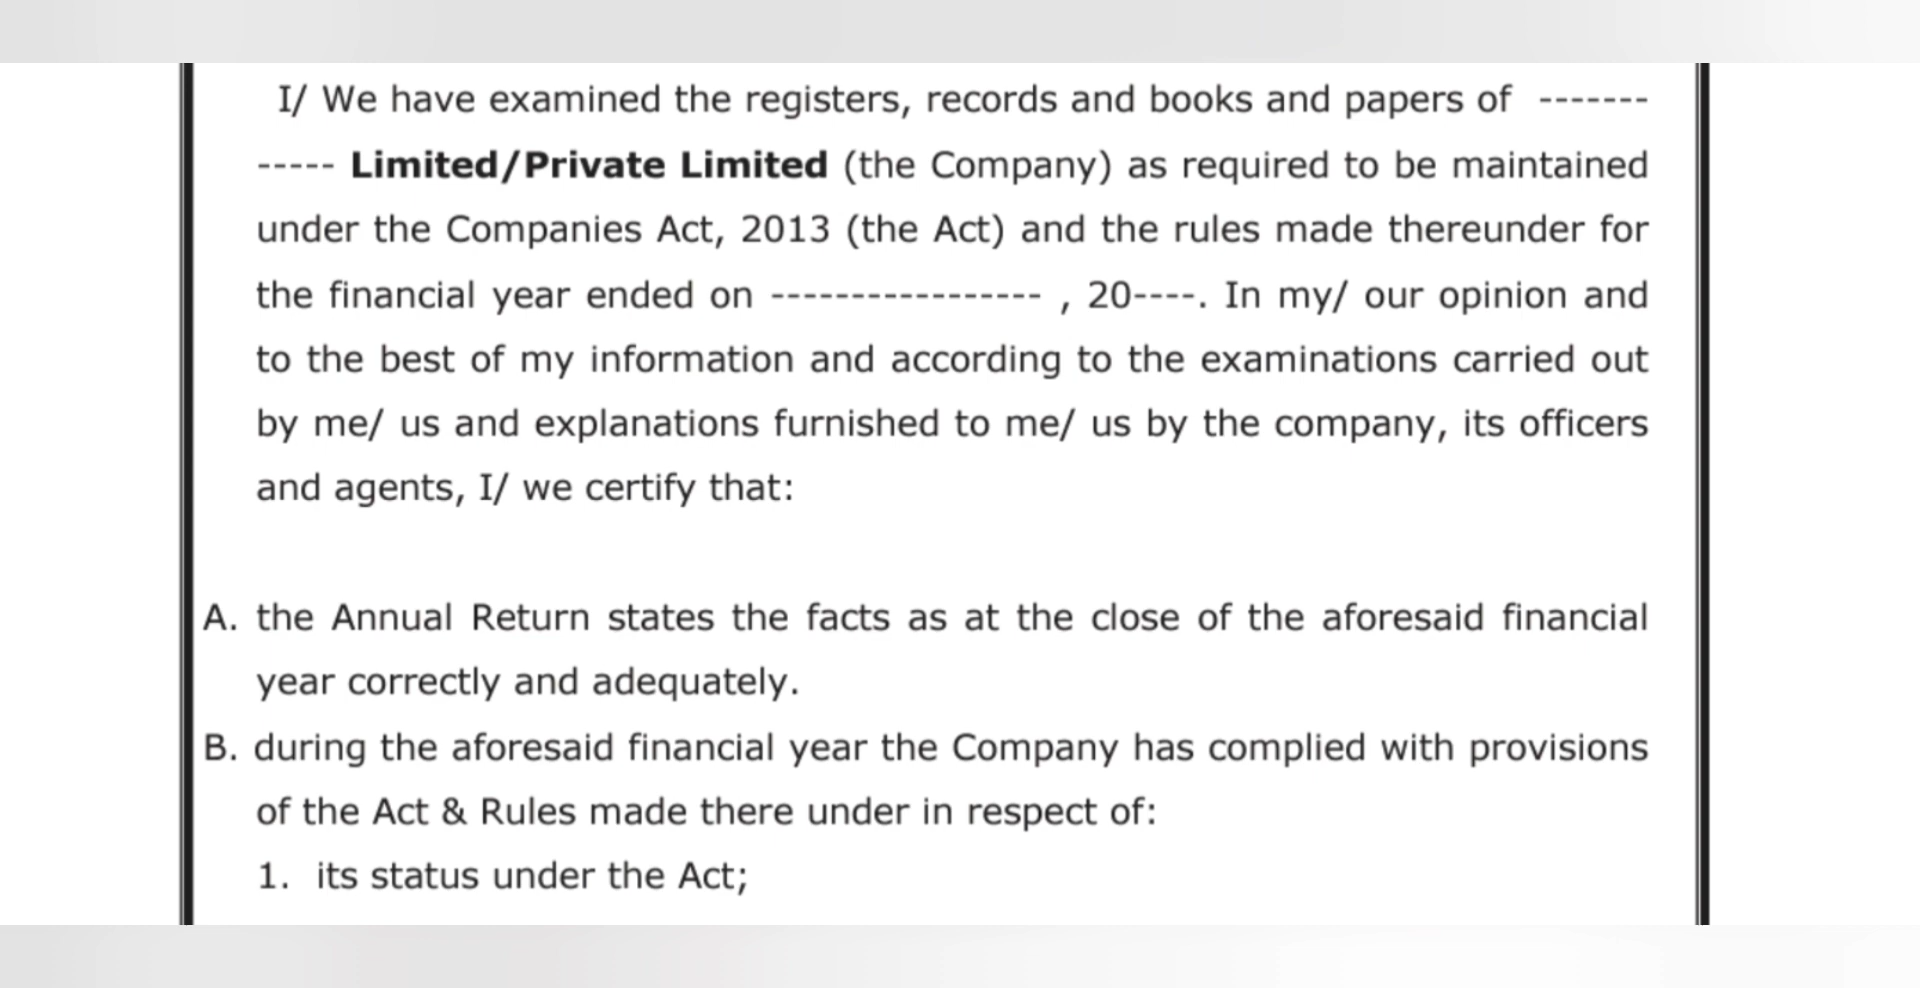 I/ We have examined the registers, records and books and papers of -------
----- Limited/Private Limited (the Company) as required to be maintained
under the Companies Act, 2013 (the Act) and the rules made thereunder for
the financial year ended on ----------------- , 20----. In my/ our opinion and
to the best of my information and according to the examinations carried out
by me/ us and explanations furnished to me/ us by the company, its officers
and agents, I/ we certify that:
A. the Annual Return states the facts as at the close of the aforesaid financial
year correctly and adequately.
B. during the aforesaid financial year the Company has complied with provisions
of the Act & Rules made there under in respect of:
1. its status under the Act;